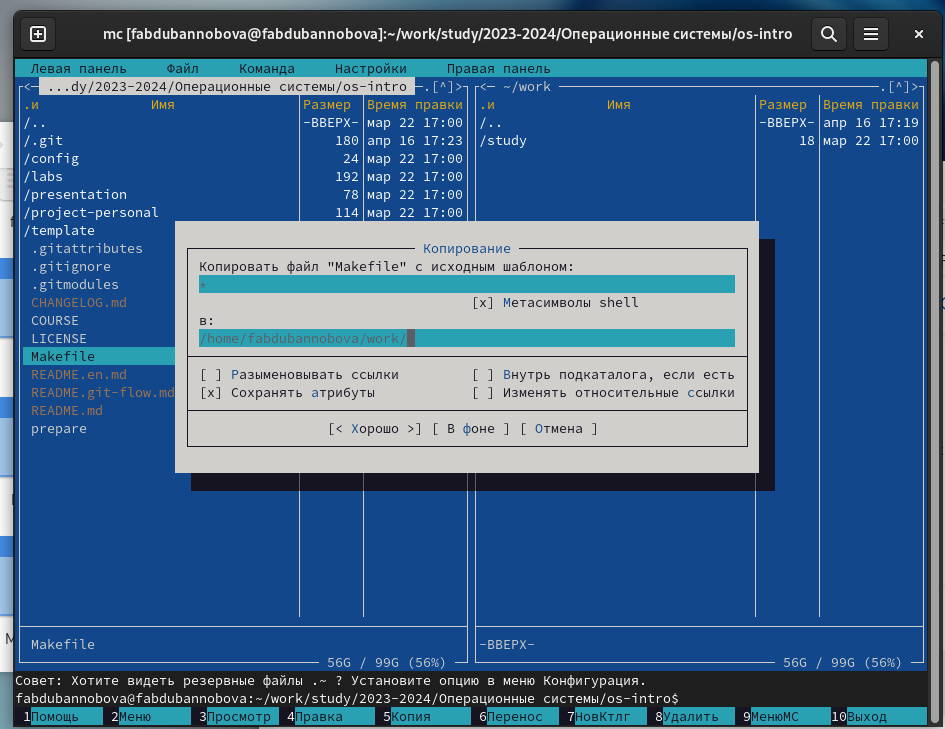 mc [fabdubannobova@fabdubannobova]:~/work/study/2023-2024/Операционные системы/os-intro
Левая панель Файл Команда Настройки Правая панель
<— ...dy/2023-2024/Операционные системы/os-intro —.[^]>
<— ~/work —.[^]>
.и Имя Размер Время правки
.и Имя Размер Время правки
/.. -ВВЕРХ- мар 22 17:00
/.. -ВВЕРХ- апр 16 17:19
/.git 180 апр 16 17:23
/study 18 мар 22 17:00
/config 24 мар 22 17:00
/labs 192 мар 22 17:00
/presentation 78 мар 22 17:00
/project-personal 114 мар 22 17:00
/template
.gitattributes
.gitignore
.gitmodules
CHANGELOG.md
COURSE
LICENSE
Makefile
README.en.md
README.git-flow.md
README.md
prepare
Копирование
Копировать файл "Makefile" с исходным шаблоном:
*
[x] Метасимволы shell
в:
/home/fabdubannobova/work/
[ ] Разыменовывать ссылки [ ] Внутрь подкаталога, если есть
[x] Сохранять атрибуты [ ] Изменять относительные ссылки
[< Хорошо >] [ В фоне ] [ Отмена ]
Makefile
-ВВЕРХ-
56G / 99G (56%)
56G / 99G (56%)
Совет: Хотите видеть резервные файлы .~ ? Установите опцию в меню Конфигурация.
fabdubannobova@fabdubannobova:~/work/study/2023-2024/Операционные системы/os-intro$
1Помощь 2Меню 3Просмотр 4Правка 5Копия 6Перенос 7НовКтлг 8Удалить 9МенюМС 10Выход